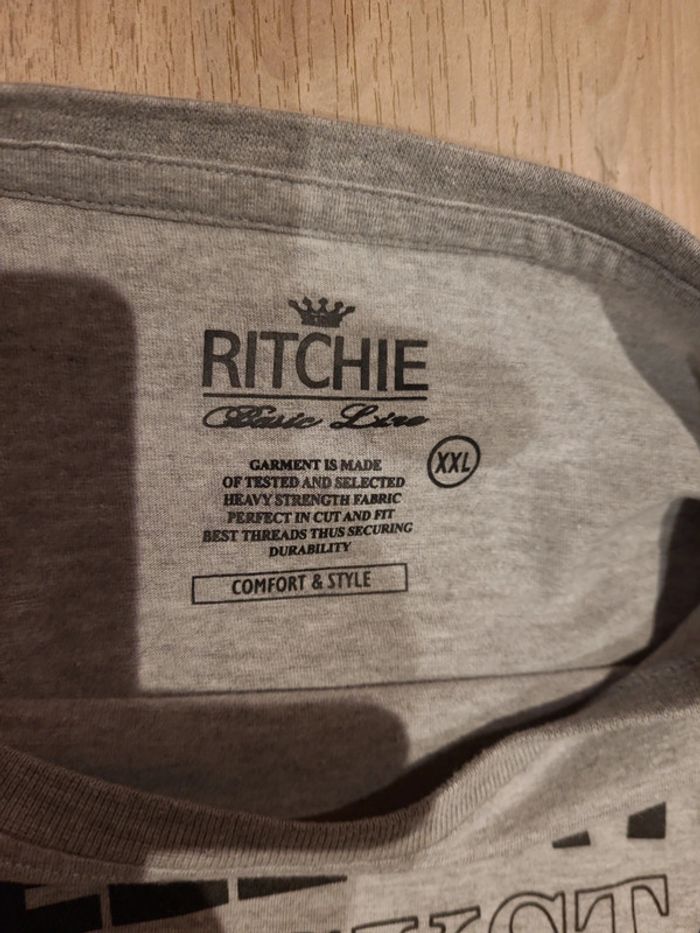 RITCHIE
Basic Line
XXL
GARMENT IS MADE
OF TESTED AND SELECTED
HEAVY STRENGTH FABRIC
PERFECT IN CUT AND FIT
BEST THREADS THUS SECURING
DURABILITY
COMFORT & STYLE